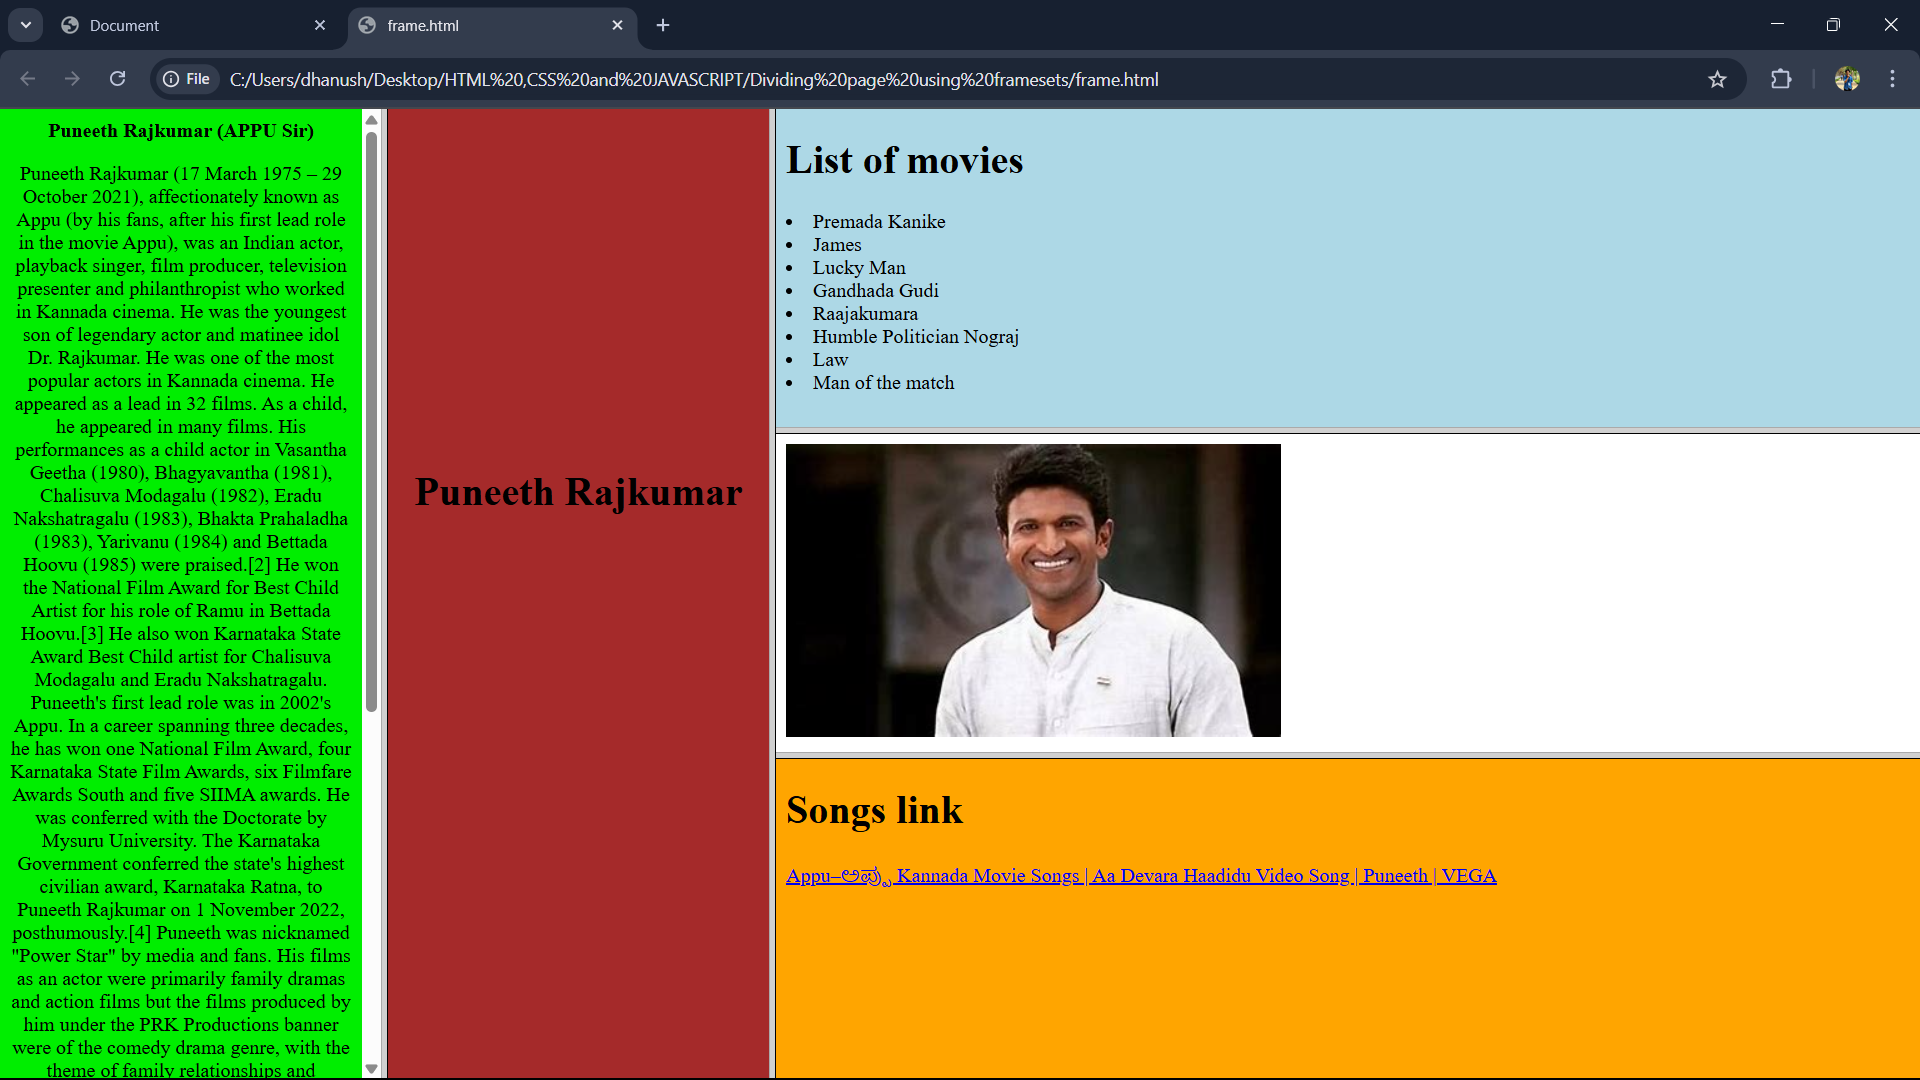 Document
frame.html
File
C:/Users/dhanush/Desktop/HTML%20,CSS%20and%20JAVASCRIPT/Dividing%20page%20using%20framesets/frame.html
Puneeth Rajkumar (APPU Sir)
Puneeth Rajkumar (17 March 1975 – 29
October 2021), affectionately known as
Appu (by his fans, after his first lead role
in the movie Appu), was an Indian actor,
playback singer, film producer, television
presenter and philanthropist who worked
in Kannada cinema. He was the youngest
son of legendary actor and matinee idol
Dr. Rajkumar. He was one of the most
popular actors in Kannada cinema. He
appeared as a lead in 32 films. As a child,
he appeared in many films. His
performances as a child actor in Vasantha
Geetha (1980), Bhagyavantha (1981),
Chalisuva Modagalu (1982), Eradu
Nakshatragalu (1983), Bhakta Prahaladha
(1983), Yarivanu (1984) and Bettada
Hoovu (1985) were praised.[2] He won
the National Film Award for Best Child
Artist for his role of Ramu in Bettada
Hoovu.[3] He also won Karnataka State
Award Best Child artist for Chalisuva
Modagalu and Eradu Nakshatragalu.
Puneeth's first lead role was in 2002's
Appu. In a career spanning three decades,
he has won one National Film Award, four
Karnataka State Film Awards, six Filmfare
Awards South and five SIIMA awards. He
was conferred with the Doctorate by
Mysuru University. The Karnataka
Government conferred the state's highest
civilian award, Karnataka Ratna, to
Puneeth Rajkumar on 1 November 2022,
posthumously.[4] Puneeth was nicknamed
"Power Star" by media and fans. His films
as an actor were primarily family dramas
and action films but the films produced by
him under the PRK Productions banner
were of the comedy drama genre, with the
theme of family relationships and
Puneeth Rajkumar
List of movies
• Premada Kanike
• James
• Lucky Man
• Gandhada Gudi
• Raajakumara
• Humble Politician Nograj
• Law
• Man of the match
Songs link
Appu–ಅಪ್ಪು Kannada Movie Songs | Aa Devara Haadidu Video Song | Puneeth | VEGA